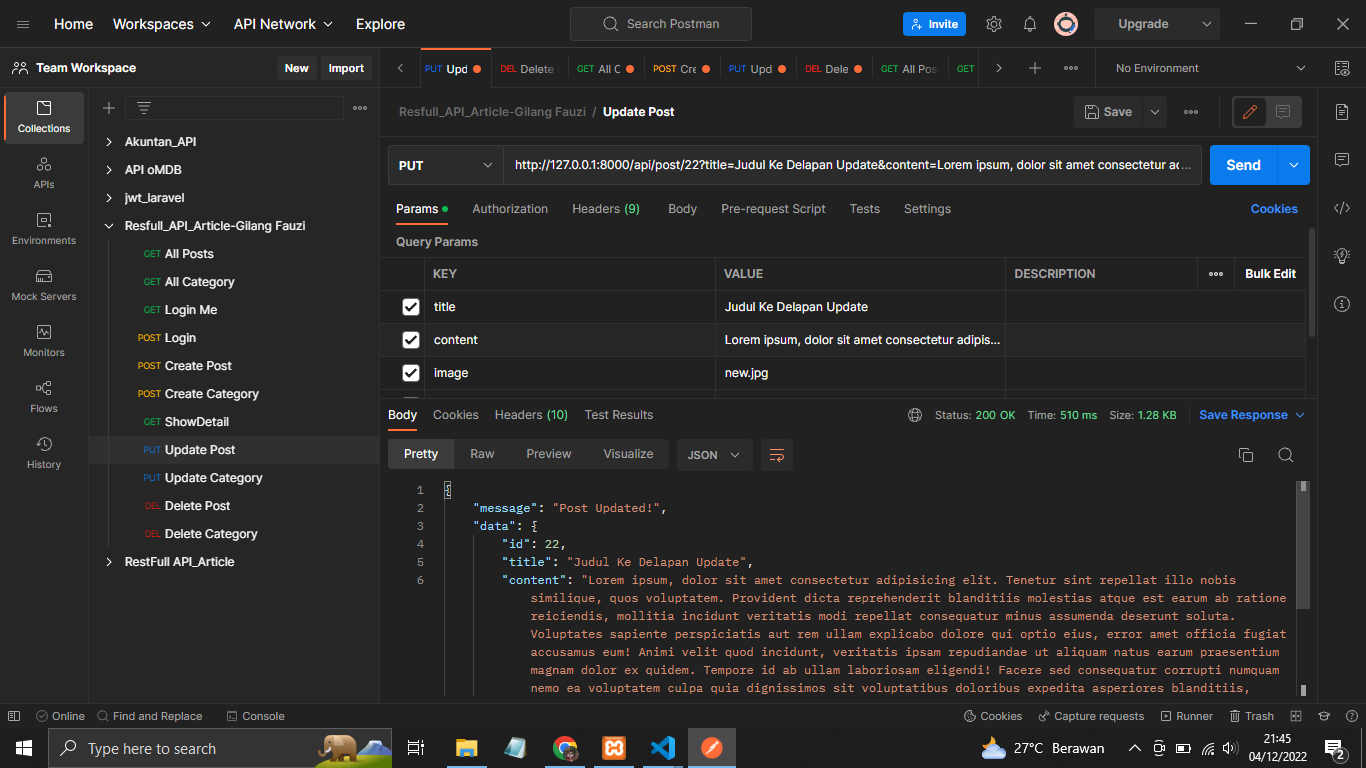 Home Workspaces API Network Explore Search Postman Invite Upgrade
Team Workspace New Import PUT Upd DEL Delete GET All C POST Cre PUT Upd DEL Dele GET All Pos GET No Environment
Collections
APIs
Environments
Mock Servers
Monitors
Flows
History
Akuntan_API
API oMDB
jwt_laravel
Resfull_API_Article-Gilang Fauzi
GET All Posts
GET All Category
GET Login Me
POST Login
POST Create Post
POST Create Category
GET ShowDetail
PUT Update Post
PUT Update Category
DEL Delete Post
DEL Delete Category
RestFull API_Article
Resfull_API_Article-Gilang Fauzi / Update Post Save
PUT http://127.0.0.1:8000/api/post/22?title=Judul Ke Delapan Update&content=Lorem ipsum, dolor sit amet consectetur ac... Send
Params Authorization Headers (9) Body Pre-request Script Tests Settings Cookies
Query Params
KEY VALUE DESCRIPTION Bulk Edit
title Judul Ke Delapan Update
content Lorem ipsum, dolor sit amet consectetur adipis...
image new.jpg
Body Cookies Headers (10) Test Results Status: 200 OK Time: 510 ms Size: 1.28 KB Save Response
Pretty Raw Preview Visualize JSON
1 {
2 "message": "Post Updated!",
3 "data": {
4 "id": 22,
5 "title": "Judul Ke Delapan Update",
6 "content": "Lorem ipsum, dolor sit amet consectetur adipisicing elit. Tenetur sint repellat illo nobis
similique, quos voluptatem. Provident dicta reprehenderit blanditiis molestias atque est earum ab ratione
reiciendis, mollitia incidunt veritatis modi repellat consequatur minus assumenda deserunt soluta.
Voluptates sapiente perspiciatis aut rem ullam explicabo dolore qui optio eius, error amet officia fugiat
accusamus eum! Animi velit quod incidunt, veritatis ipsam repudiandae ut aliquam natus earum praesentium
magnam dolor ex quidem. Tempore id ab ullam laboriosam eligendi! Facere sed consequatur corrupti numquam
nemo ea voluptatem culpa quia dignissimos sit voluptatibus doloribus expedita asperiores blanditiis,
Online Find and Replace Console Cookies Capture requests Runner Trash
Type here to search 27°C Berawan 21:45
04/12/2022 2